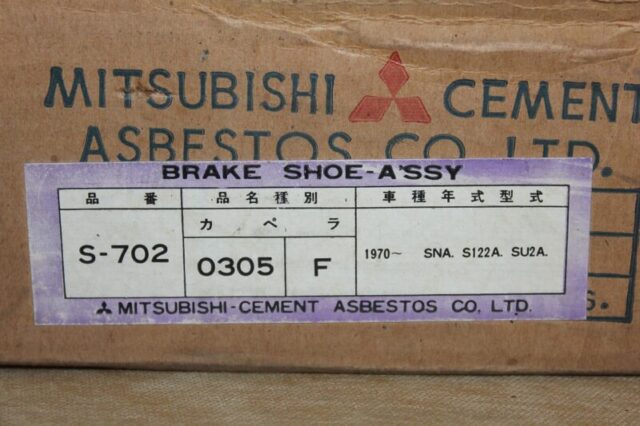 MITSUBISHI CEMENT
ASBESTOS CO. LTD.
BRAKE SHOE-A'SSY
品番 品名種別 車種年式型式
カペラ
S-702 0305 F 1970~ SNA. S122A. SU2A.
MITSUBISHI-CEMENT ASBESTOS CO. LTD.
S.